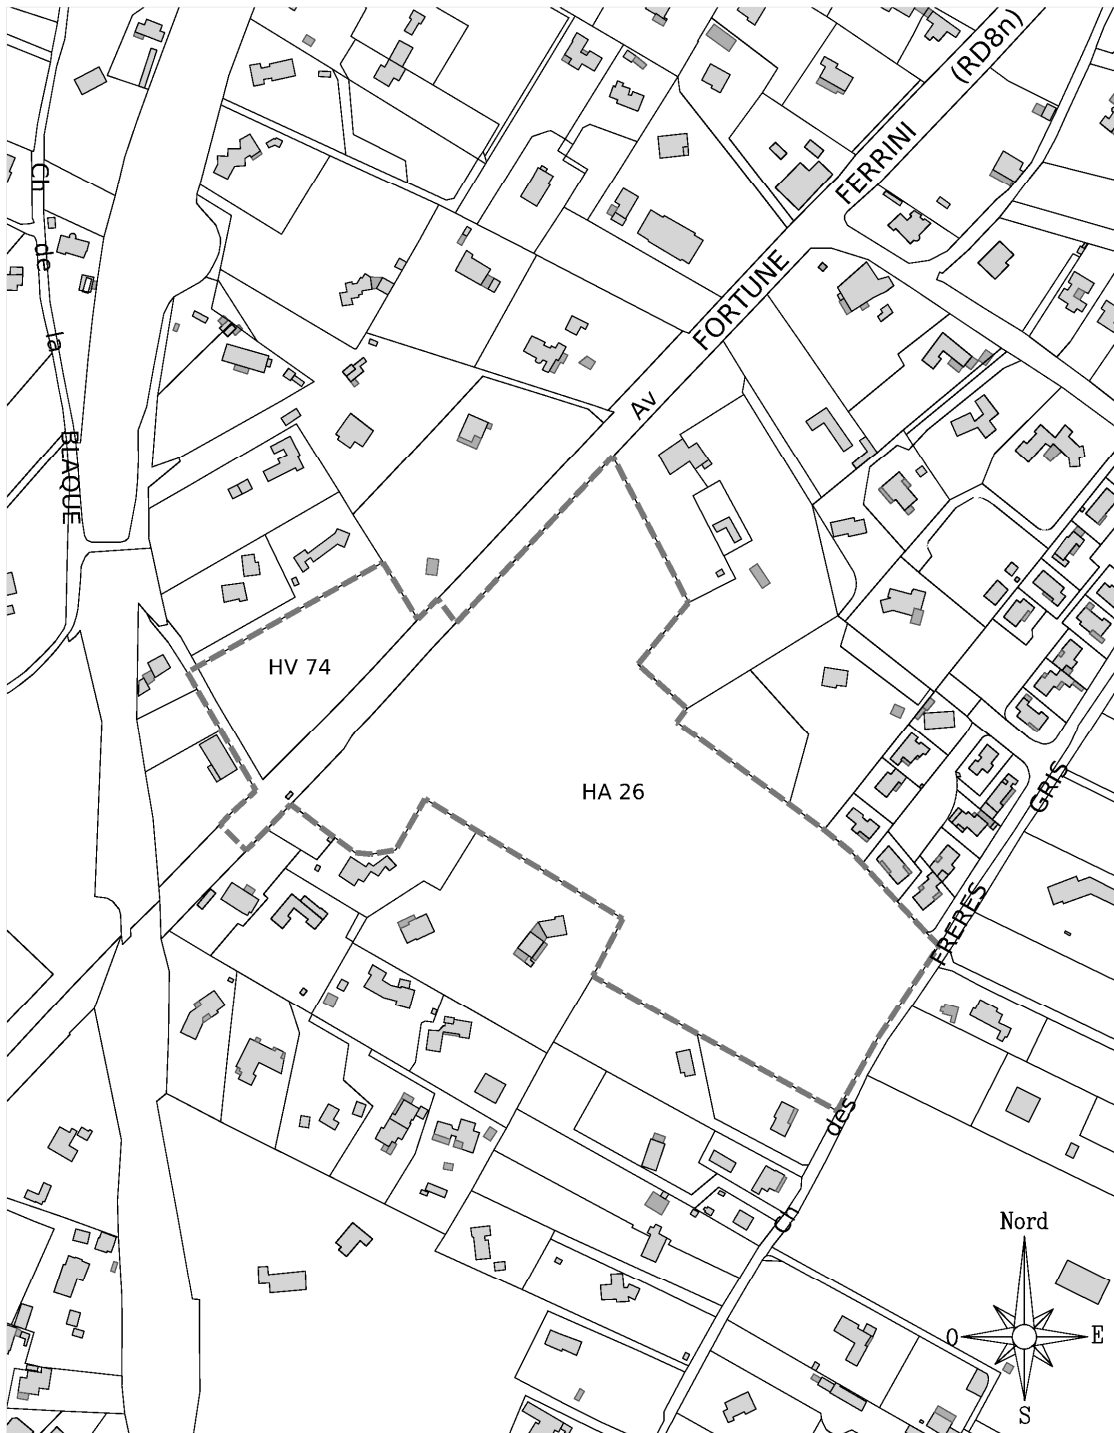 (RD8n)
FERRINI
FORTUNE
Av
Ch
de
la
BLAQUE
HV 74
HA 26
GRIS
FRERES
des
Ch
Nord
O
E
S